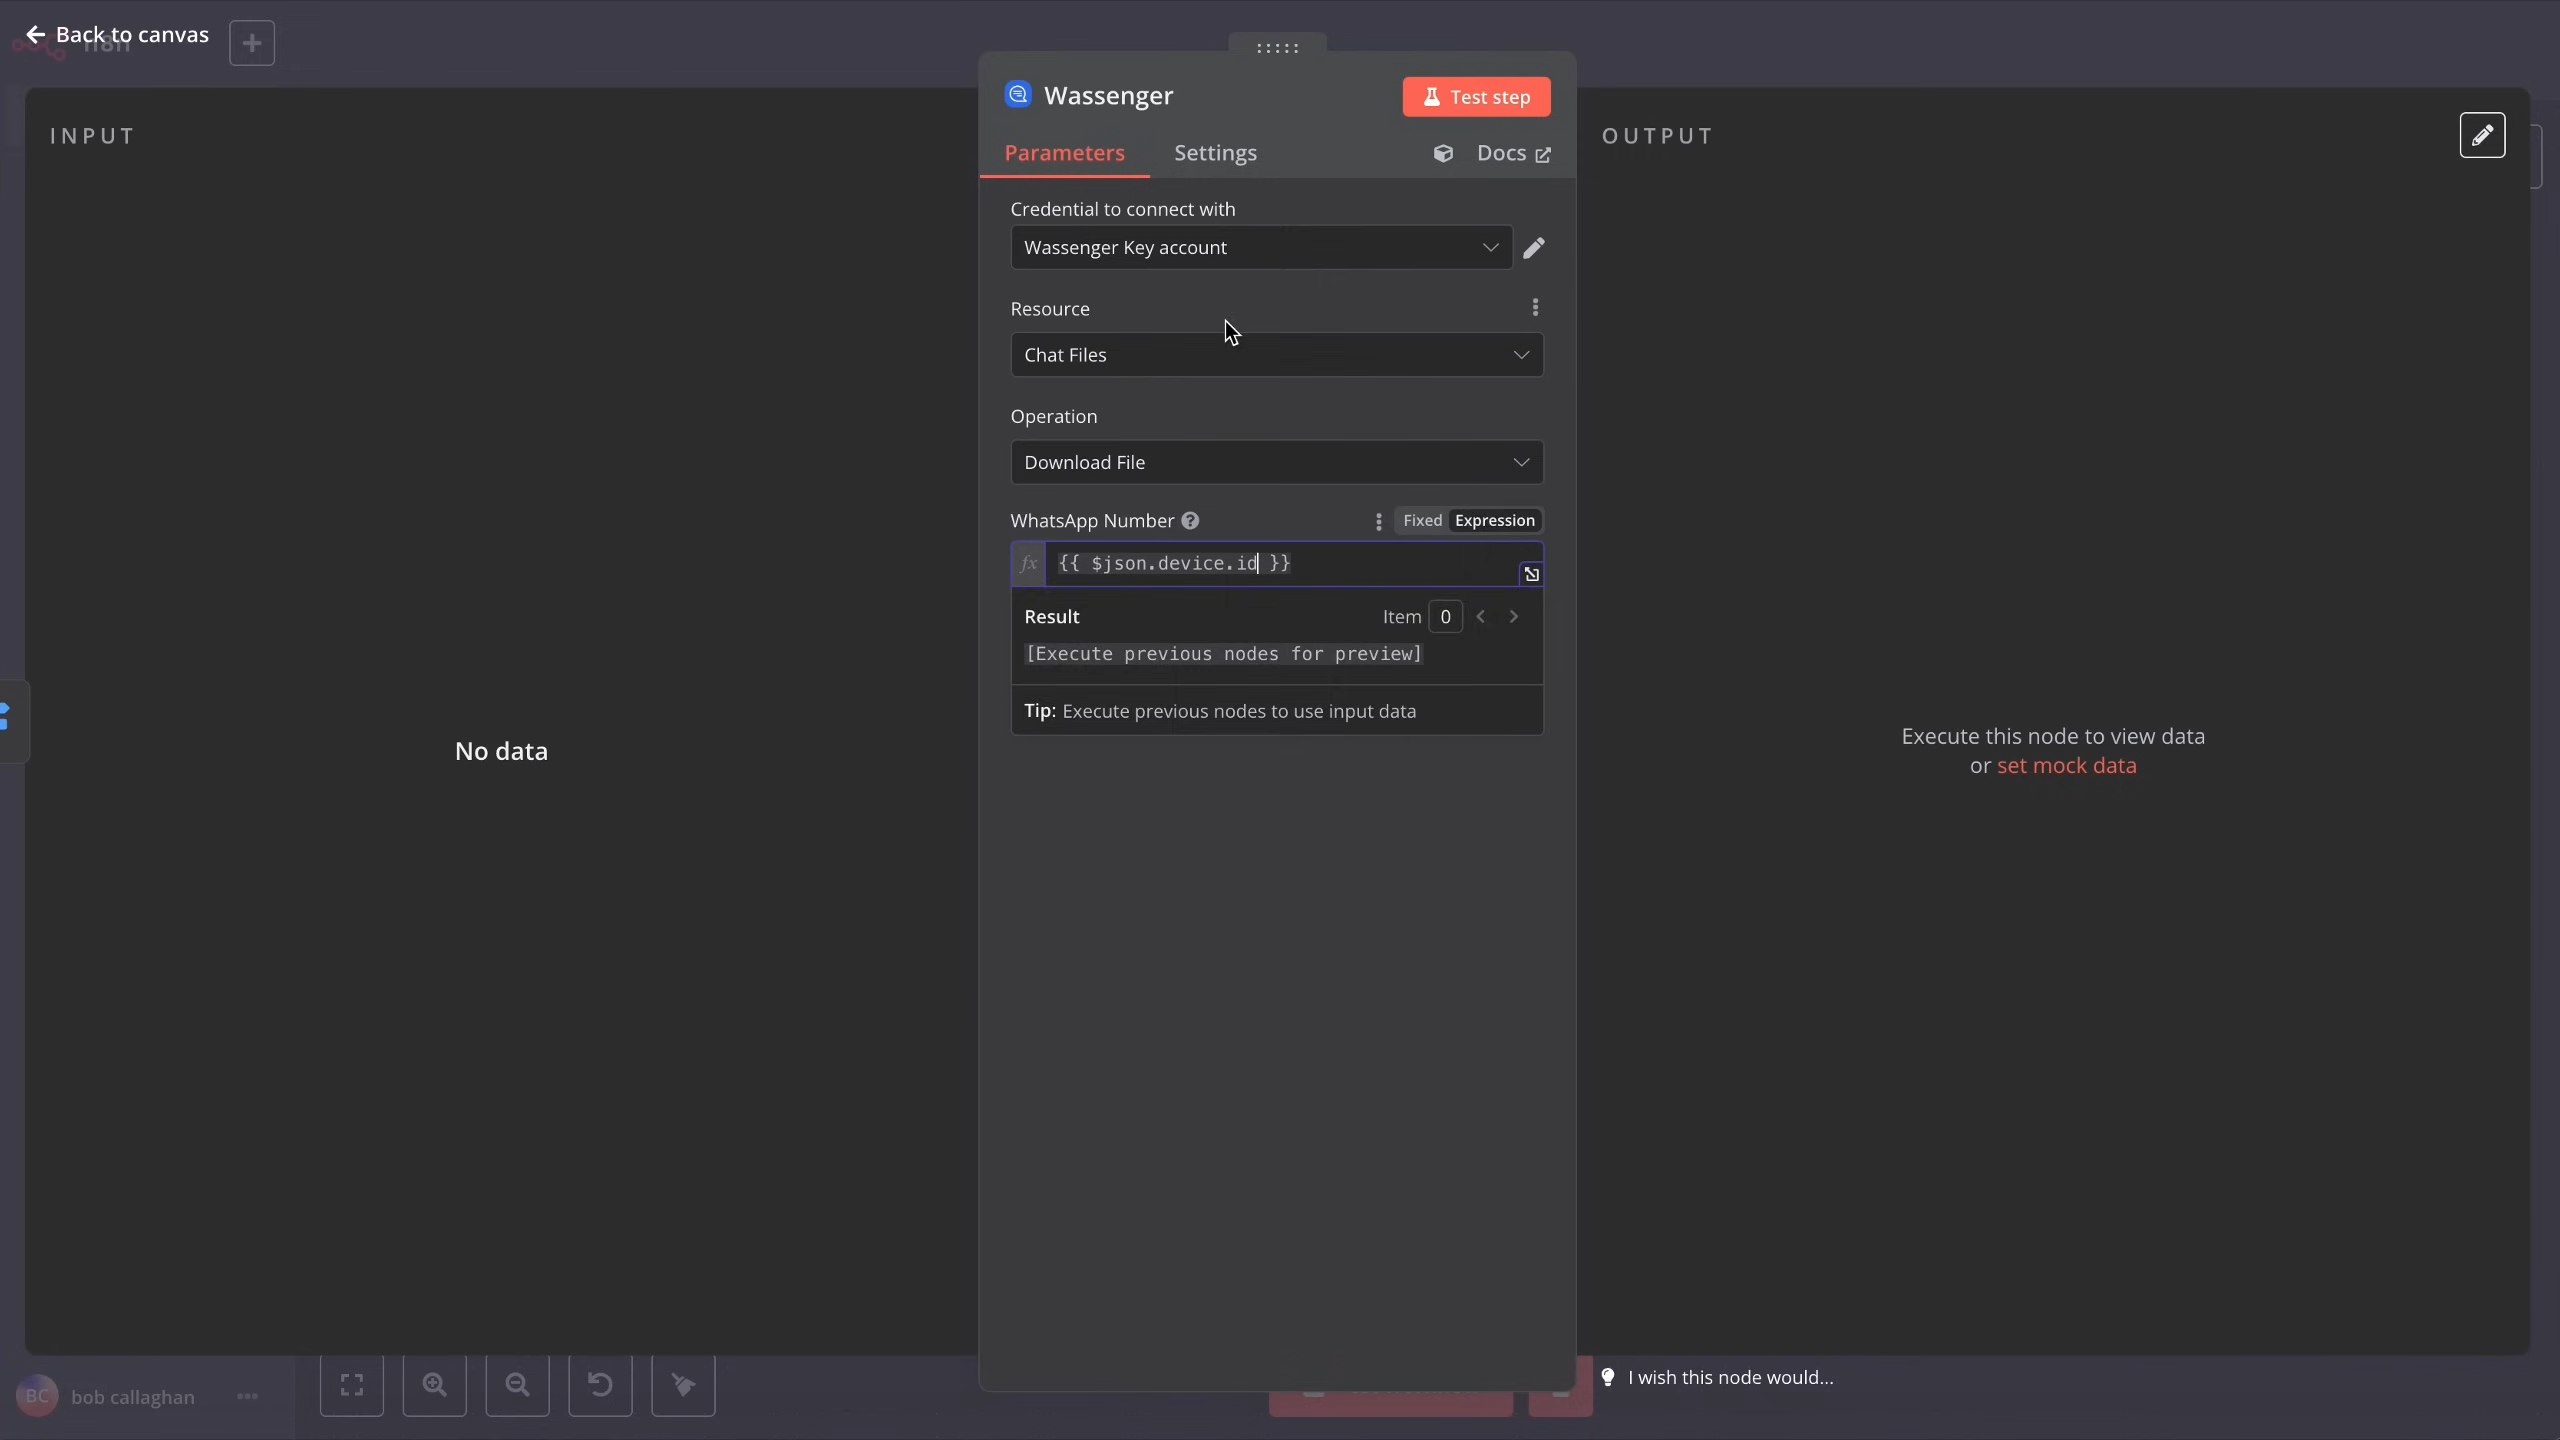 Back to canvas
n8n
+
Wassenger
Test step
INPUT
Parameters
Settings
Docs
OUTPUT
Credential to connect with
Wassenger Key account
Resource
Chat Files
Operation
Download File
WhatsApp Number
Fixed
Expression
fx
{{ $json.device.id }}
Result
Item
0
[Execute previous nodes for preview]
Tip: Execute previous nodes to use input data
No data
Execute this node to view data
or set mock data
BC
bob callaghan
I wish this node would...